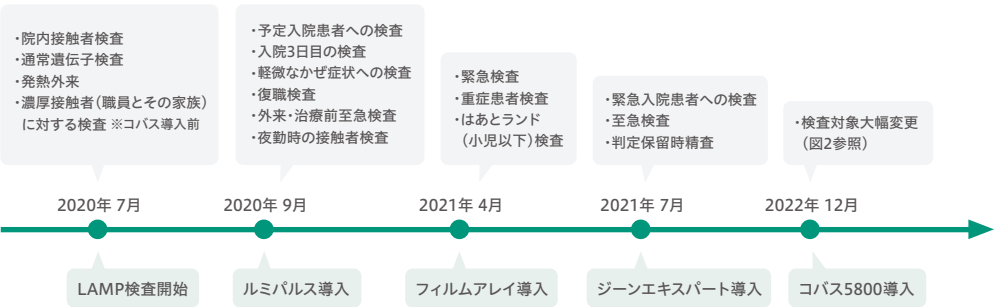 ・院内接触者検査
・通常遺伝子検査
・発熱外来
・濃厚接触者（職員とその家族）
に対する検査 ※コバス導入前
・予定入院患者への検査
・入院3日目の検査
・軽微なかぜ症状への検査
・復職検査
・外来・治療前至急検査
・夜勤時の接触者検査
・緊急検査
・重症患者検査
・はあとランド
（小児以下）検査
・緊急入院患者への検査
・至急検査
・判定保留時精査
・検査対象大幅変更
（図2参照）
2020年 7月
2020年 9月
2021年 4月
2021年 7月
2022年 12月
LAMP検査開始
ルミパルス導入
フィルムアレイ導入
ジーンエキスパート導入
コバス5800導入